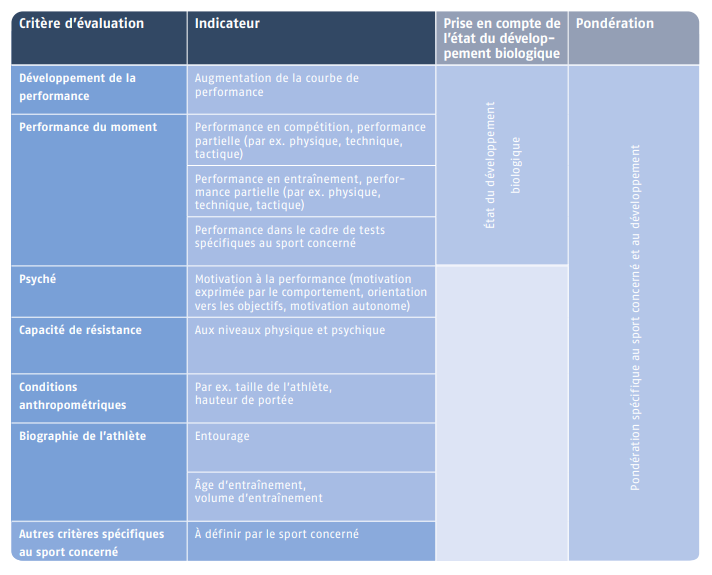 Critère d’évaluation
Indicateur
Prise en compte de
l’état du dévelop-
pement biologique
Pondération
Développement de la
performance
Augmentation de la courbe de
performance
Performance du moment
Performance en compétition, performance
partielle (par ex. physique, technique,
tactique)
Performance en entraînement, perfor-
mance partielle (par ex. physique,
technique, tactique)
Performance dans le cadre de tests
spécifiques au sport concerné
État du développement
biologique
Psyché
Motivation à la performance (motivation
exprimée par le comportement, orientation
vers les objectifs, motivation autonome)
Capacité de résistance
Aux niveaux physique et psychique
Conditions
anthropométriques
Par ex. taille de l’athlète,
hauteur de portée
Biographie de l’athlète
Entourage
Âge d’entraînement,
volume d’entraînement
Autres critères spécifiques
au sport concerné
À définir par le sport concerné
Pondération spécifique au sport concerné et au développement